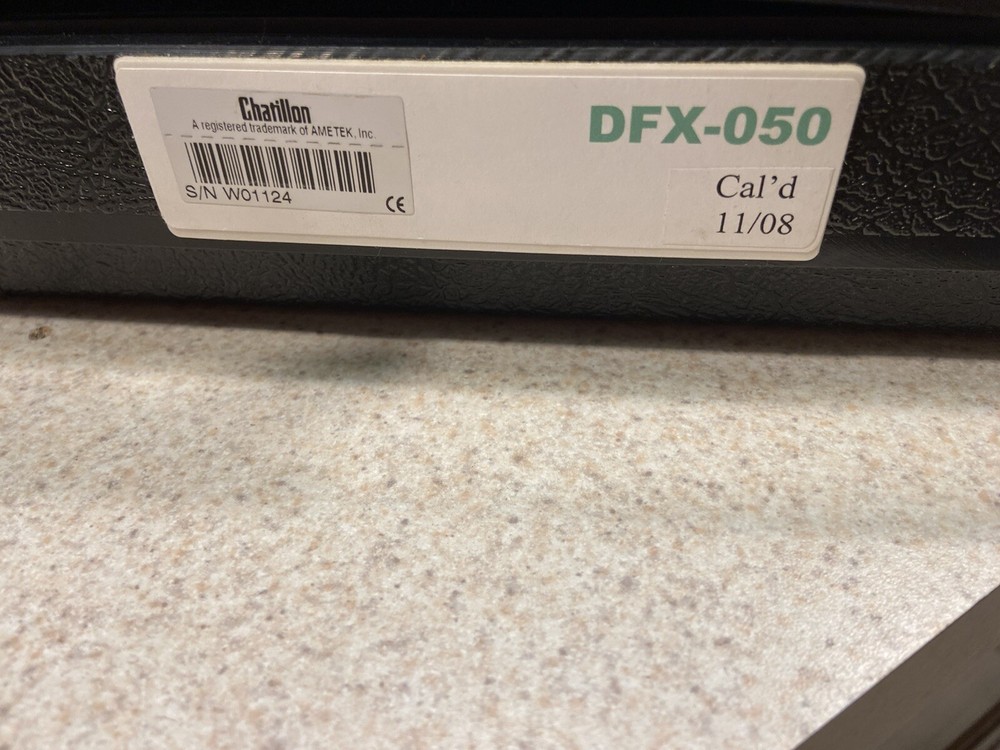 Chatillon
A registered trademark of AMETEK, Inc.
S/N W01124
CE
DFX-050
Cal'd
11/08